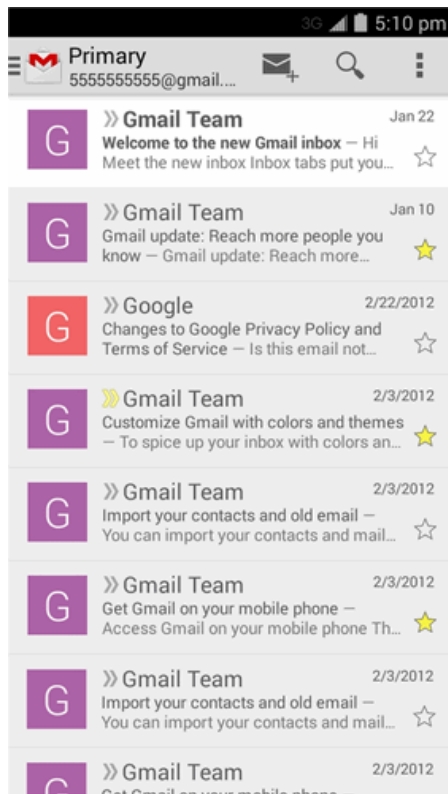 3G 5:10 pm
Primary
5555555555@gmail....
G
Gmail Team Jan 22
Welcome to the new Gmail inbox – Hi
Meet the new inbox Inbox tabs put you...
G
Gmail Team Jan 10
Gmail update: Reach more people you
know – Gmail update: Reach more...
G
Google 2/22/2012
Changes to Google Privacy Policy and
Terms of Service – Is this email not...
G
Gmail Team 2/3/2012
Customize Gmail with colors and themes
– To spice up your inbox with colors an...
G
Gmail Team 2/3/2012
Import your contacts and old email –
You can import your contacts and mail...
G
Gmail Team 2/3/2012
Get Gmail on your mobile phone –
Access Gmail on your mobile phone Th...
G
Gmail Team 2/3/2012
Import your contacts and old email –
You can import your contacts and mail...
G
Gmail Team 2/3/2012
Get Gmail on your mobile phone –